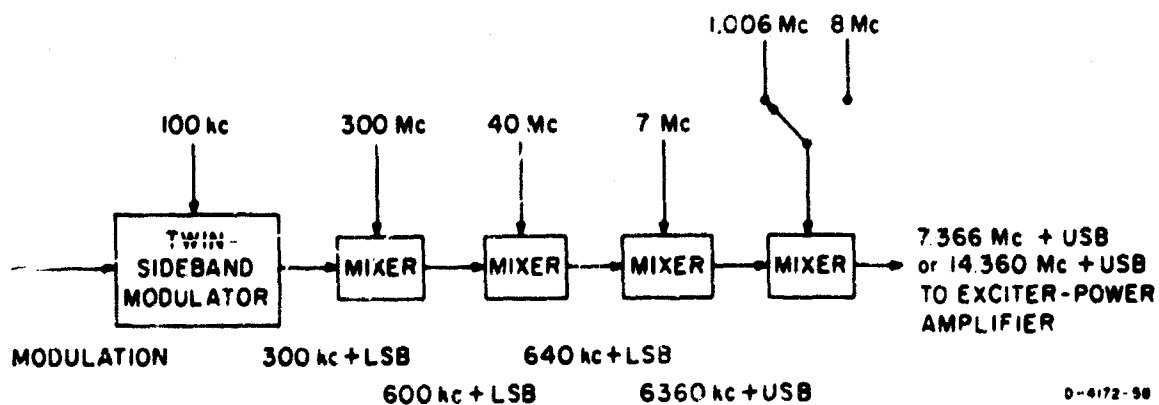 1.006 Mc 8 Mc
100 kc 300 Mc 40 Mc 7 Mc
TWIN-
SIDEBAND
MODULATOR
MIXER MIXER MIXER MIXER
7.366 Mc + USB
or 14.360 Mc + USB
TO EXCITER-POWER
AMPLIFIER
MODULATION 300 kc + LSB 640 kc + LSB
600 kc + LSB 6360 kc + USB
D-4172-58